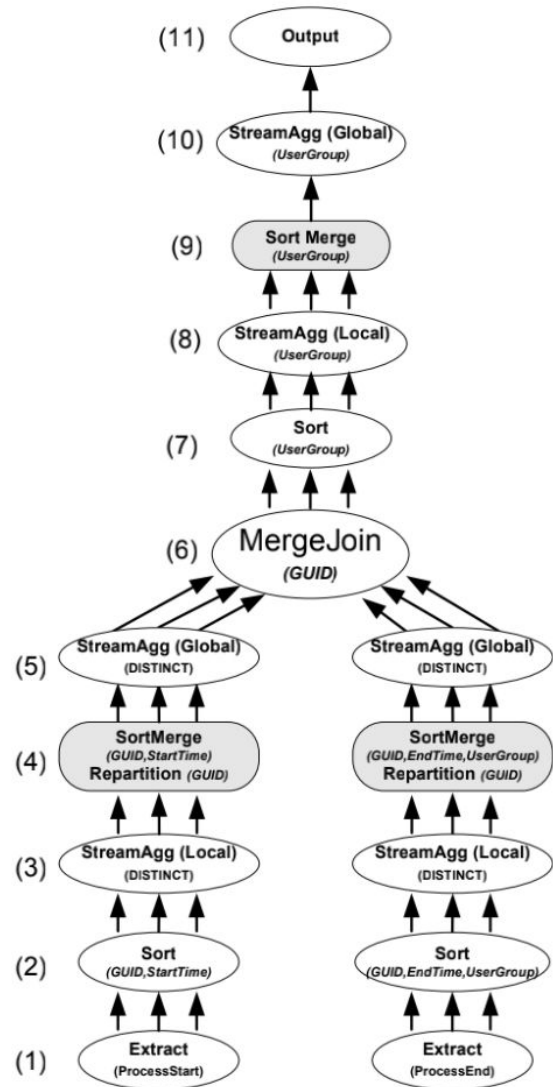 (11) Output
(10) StreamAgg (Global)
(UserGroup)
(9) Sort Merge
(UserGroup)
(8) StreamAgg (Local)
(UserGroup)
(7) Sort
(UserGroup)
(6) MergeJoin
(GUID)
(5) StreamAgg (Global) StreamAgg (Global)
(DISTINCT) (DISTINCT)
SortMerge SortMerge
(4) (GUID,StartTime) (GUID,EndTime,UserGroup)
Repartition (GUID) Repartition (GUID)
(3) StreamAgg (Local) StreamAgg (Local)
(DISTINCT) (DISTINCT)
(2) Sort Sort
(GUID,StartTime) (GUID,EndTime,UserGroup)
(1) Extract Extract
(ProcessStart) (ProcessEnd)